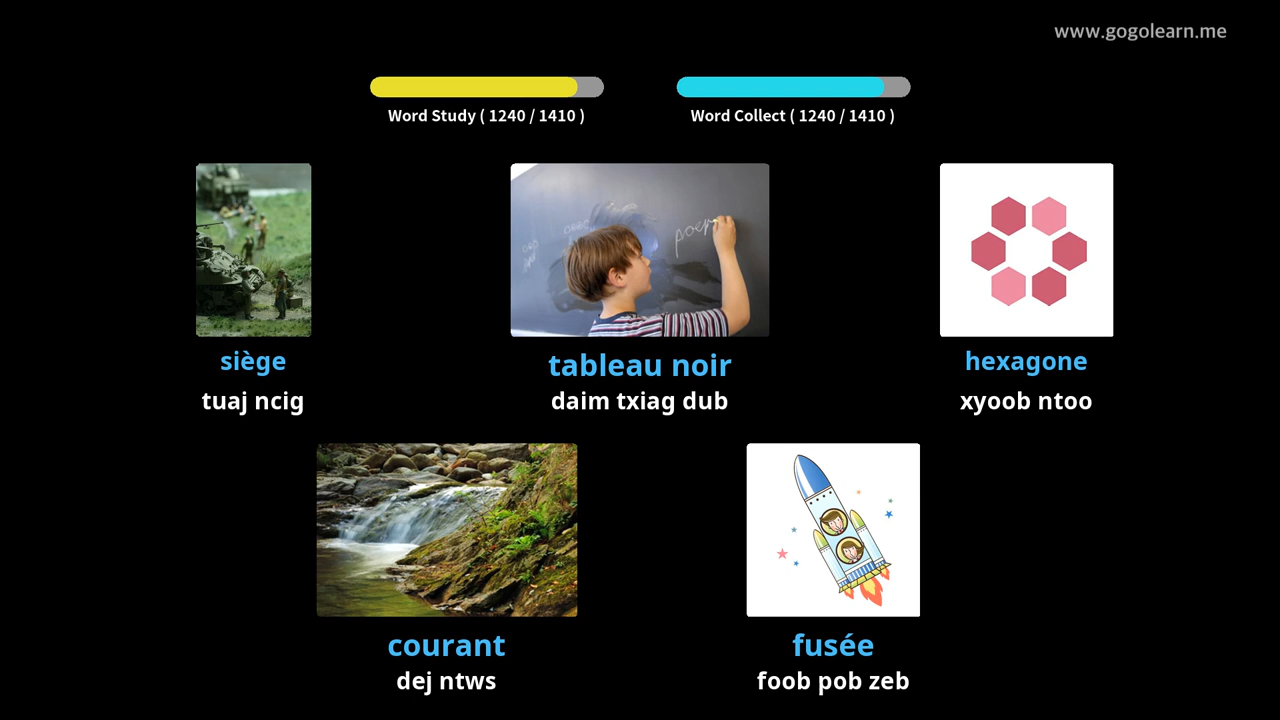 www.gogolearn.me
Word Study ( 1240 / 1410 )
Word Collect ( 1240 / 1410 )
siège
tuaj ncig
tableau noir
daim txiag dub
hexagone
xyoob ntoo
courant
dej ntws
fusée
foob pob zeb